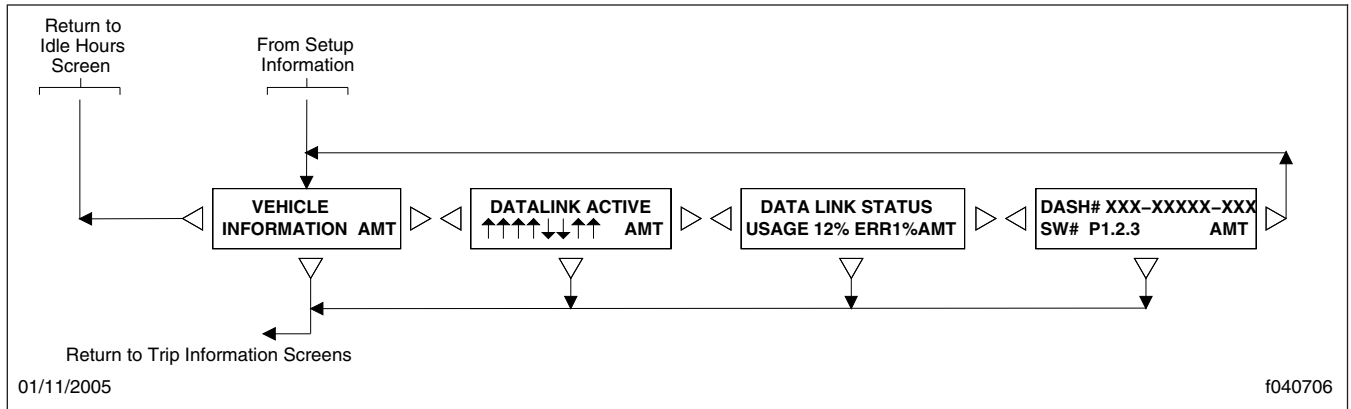 Return to
Idle Hours
Screen
From Setup
Information
VEHICLE
INFORMATION AMT
DATALINK ACTIVE
↑↑↑↑↓↓↑↑ AMT
DATA LINK STATUS
USAGE 12% ERR1%AMT
DASH# XXX–XXXXX–XXX
SW# P1.2.3 AMT
Return to Trip Information Screens
01/11/2005
f040706